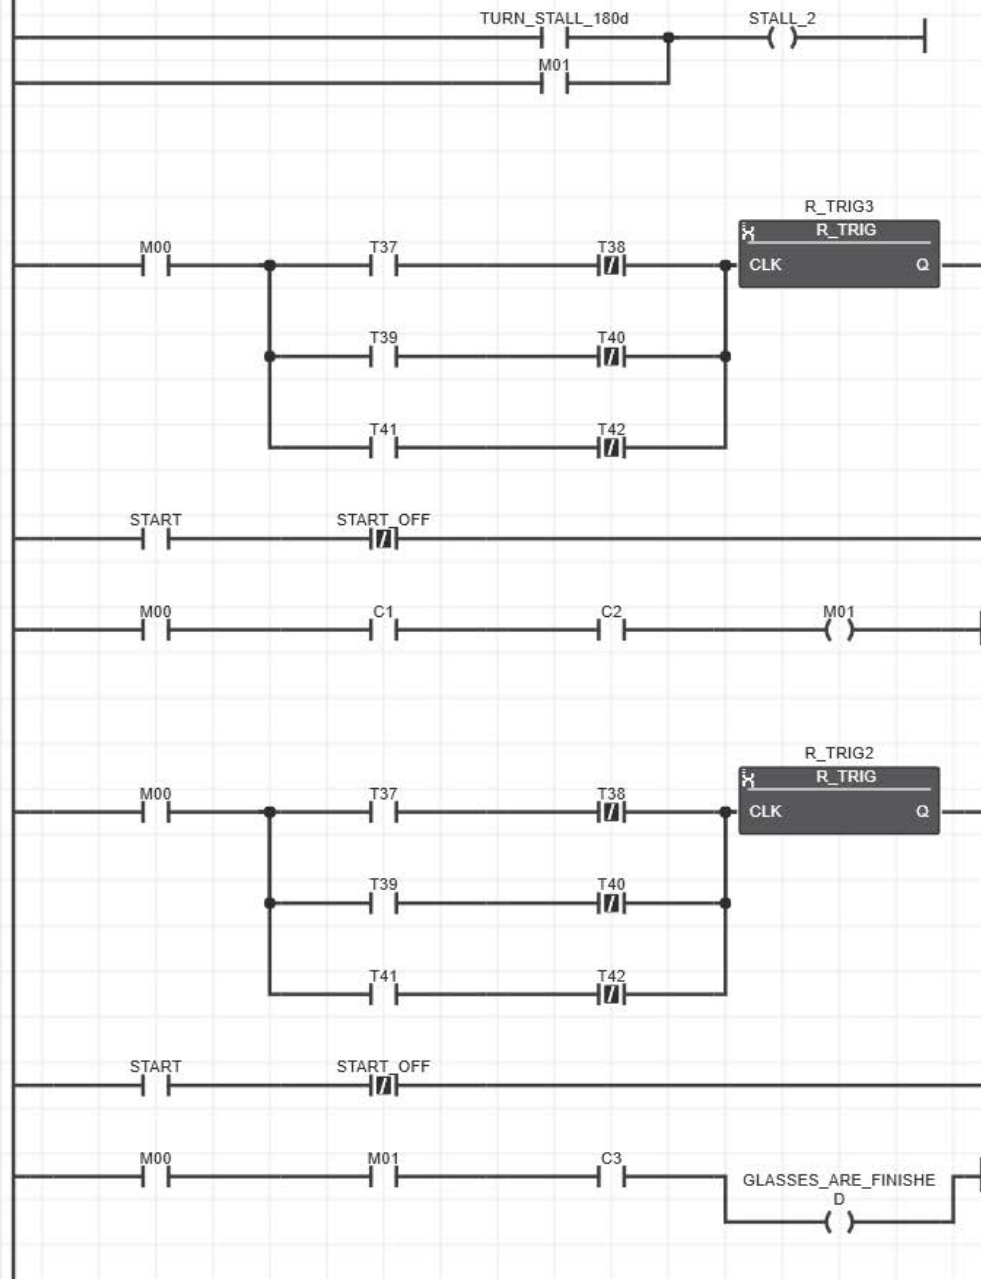 TURN_STALL_180d
STALL_2
M01
R_TRIG3
R_TRIG
M00
T37
T38
CLK
Q
T39
T40
T41
T42
START
START_OFF
M00
C1
C2
M01
R_TRIG2
R_TRIG
M00
T37
T38
CLK
Q
T39
T40
T41
T42
START
START_OFF
M00
M01
C3
GLASSES_ARE_FINISHE
D